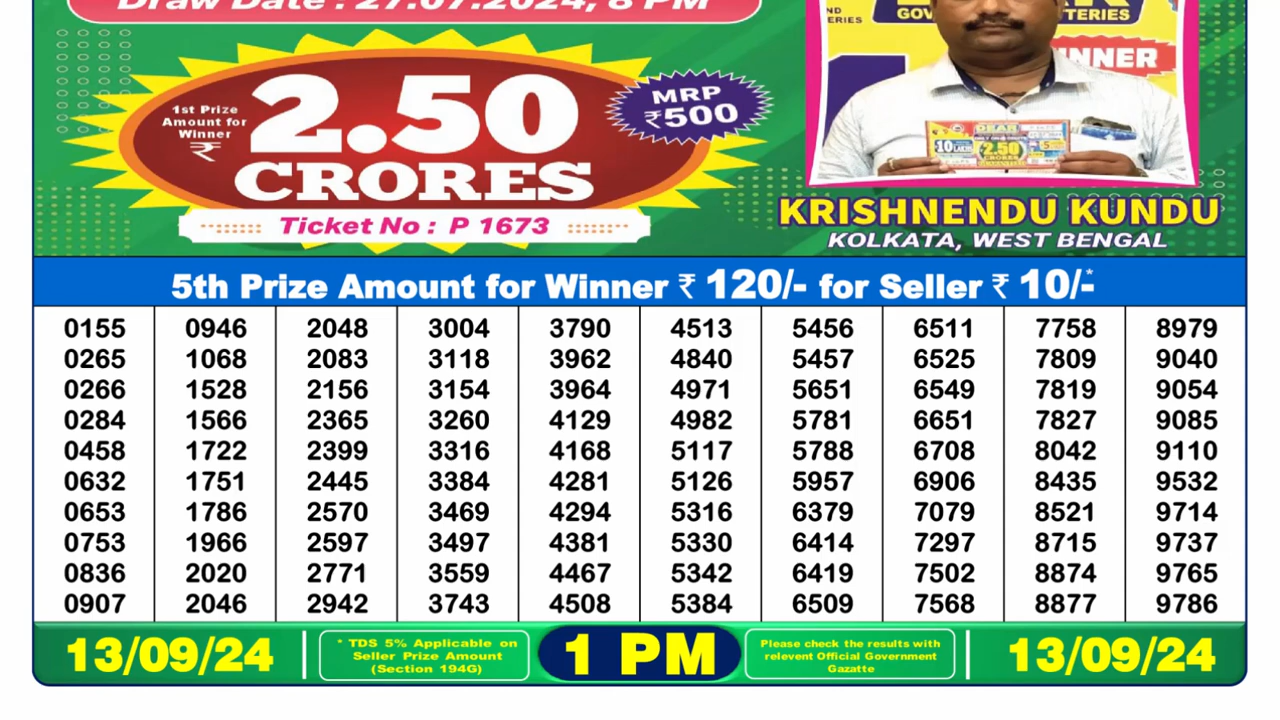 Draw Date : 27.07.2024, 8 PM
1st Prize
Amount for
Winner
₹
2.50
CRORES
MRP
₹500
Ticket No : P 1673
WINNER
KRISHNENDU KUNDU
KOLKATA, WEST BENGAL
5th Prize Amount for Winner ₹ 120/- for Seller ₹ 10/-*
0155 0946 2048 3004 3790 4513 5456 6511 7758 8979
0265 1068 2083 3118 3962 4840 5457 6525 7809 9040
0266 1528 2156 3154 3964 4971 5651 6549 7819 9054
0284 1566 2365 3260 4129 4982 5781 6651 7827 9085
0458 1722 2399 3316 4168 5117 5788 6708 8042 9110
0632 1751 2445 3384 4281 5126 5957 6906 8435 9532
0653 1786 2570 3469 4294 5316 6379 7079 8521 9714
0753 1966 2597 3497 4381 5330 6414 7297 8715 9737
0836 2020 2771 3559 4467 5342 6419 7502 8874 9765
0907 2046 2942 3743 4508 5384 6509 7568 8877 9786
13/09/24
* TDS 5% Applicable on
Seller Prize Amount
(Section 194G)
1 PM
Please check the results with
relevent Official Government
Gazatte
13/09/24